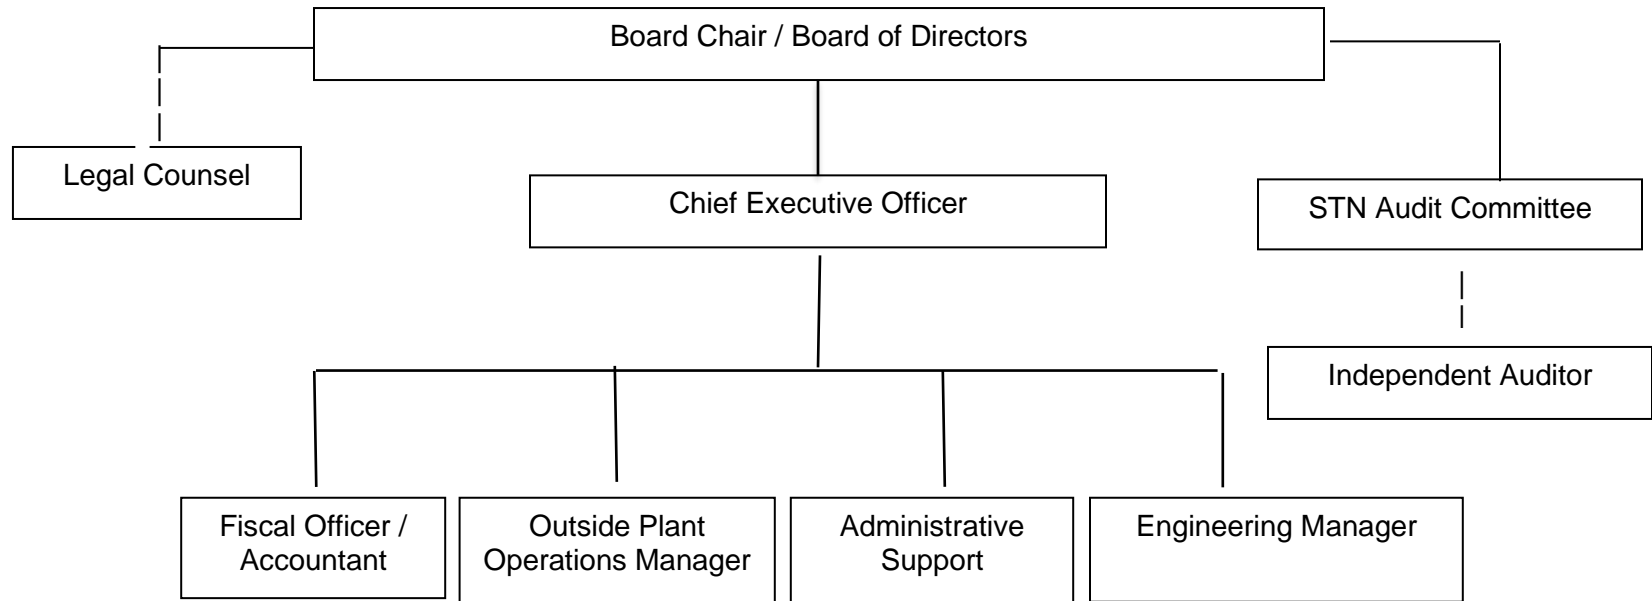 Board Chair / Board of Directors
Legal Counsel
Chief Executive Officer
STN Audit Committee
Independent Auditor
Fiscal Officer /
Accountant
Outside Plant
Operations Manager
Administrative
Support
Engineering Manager